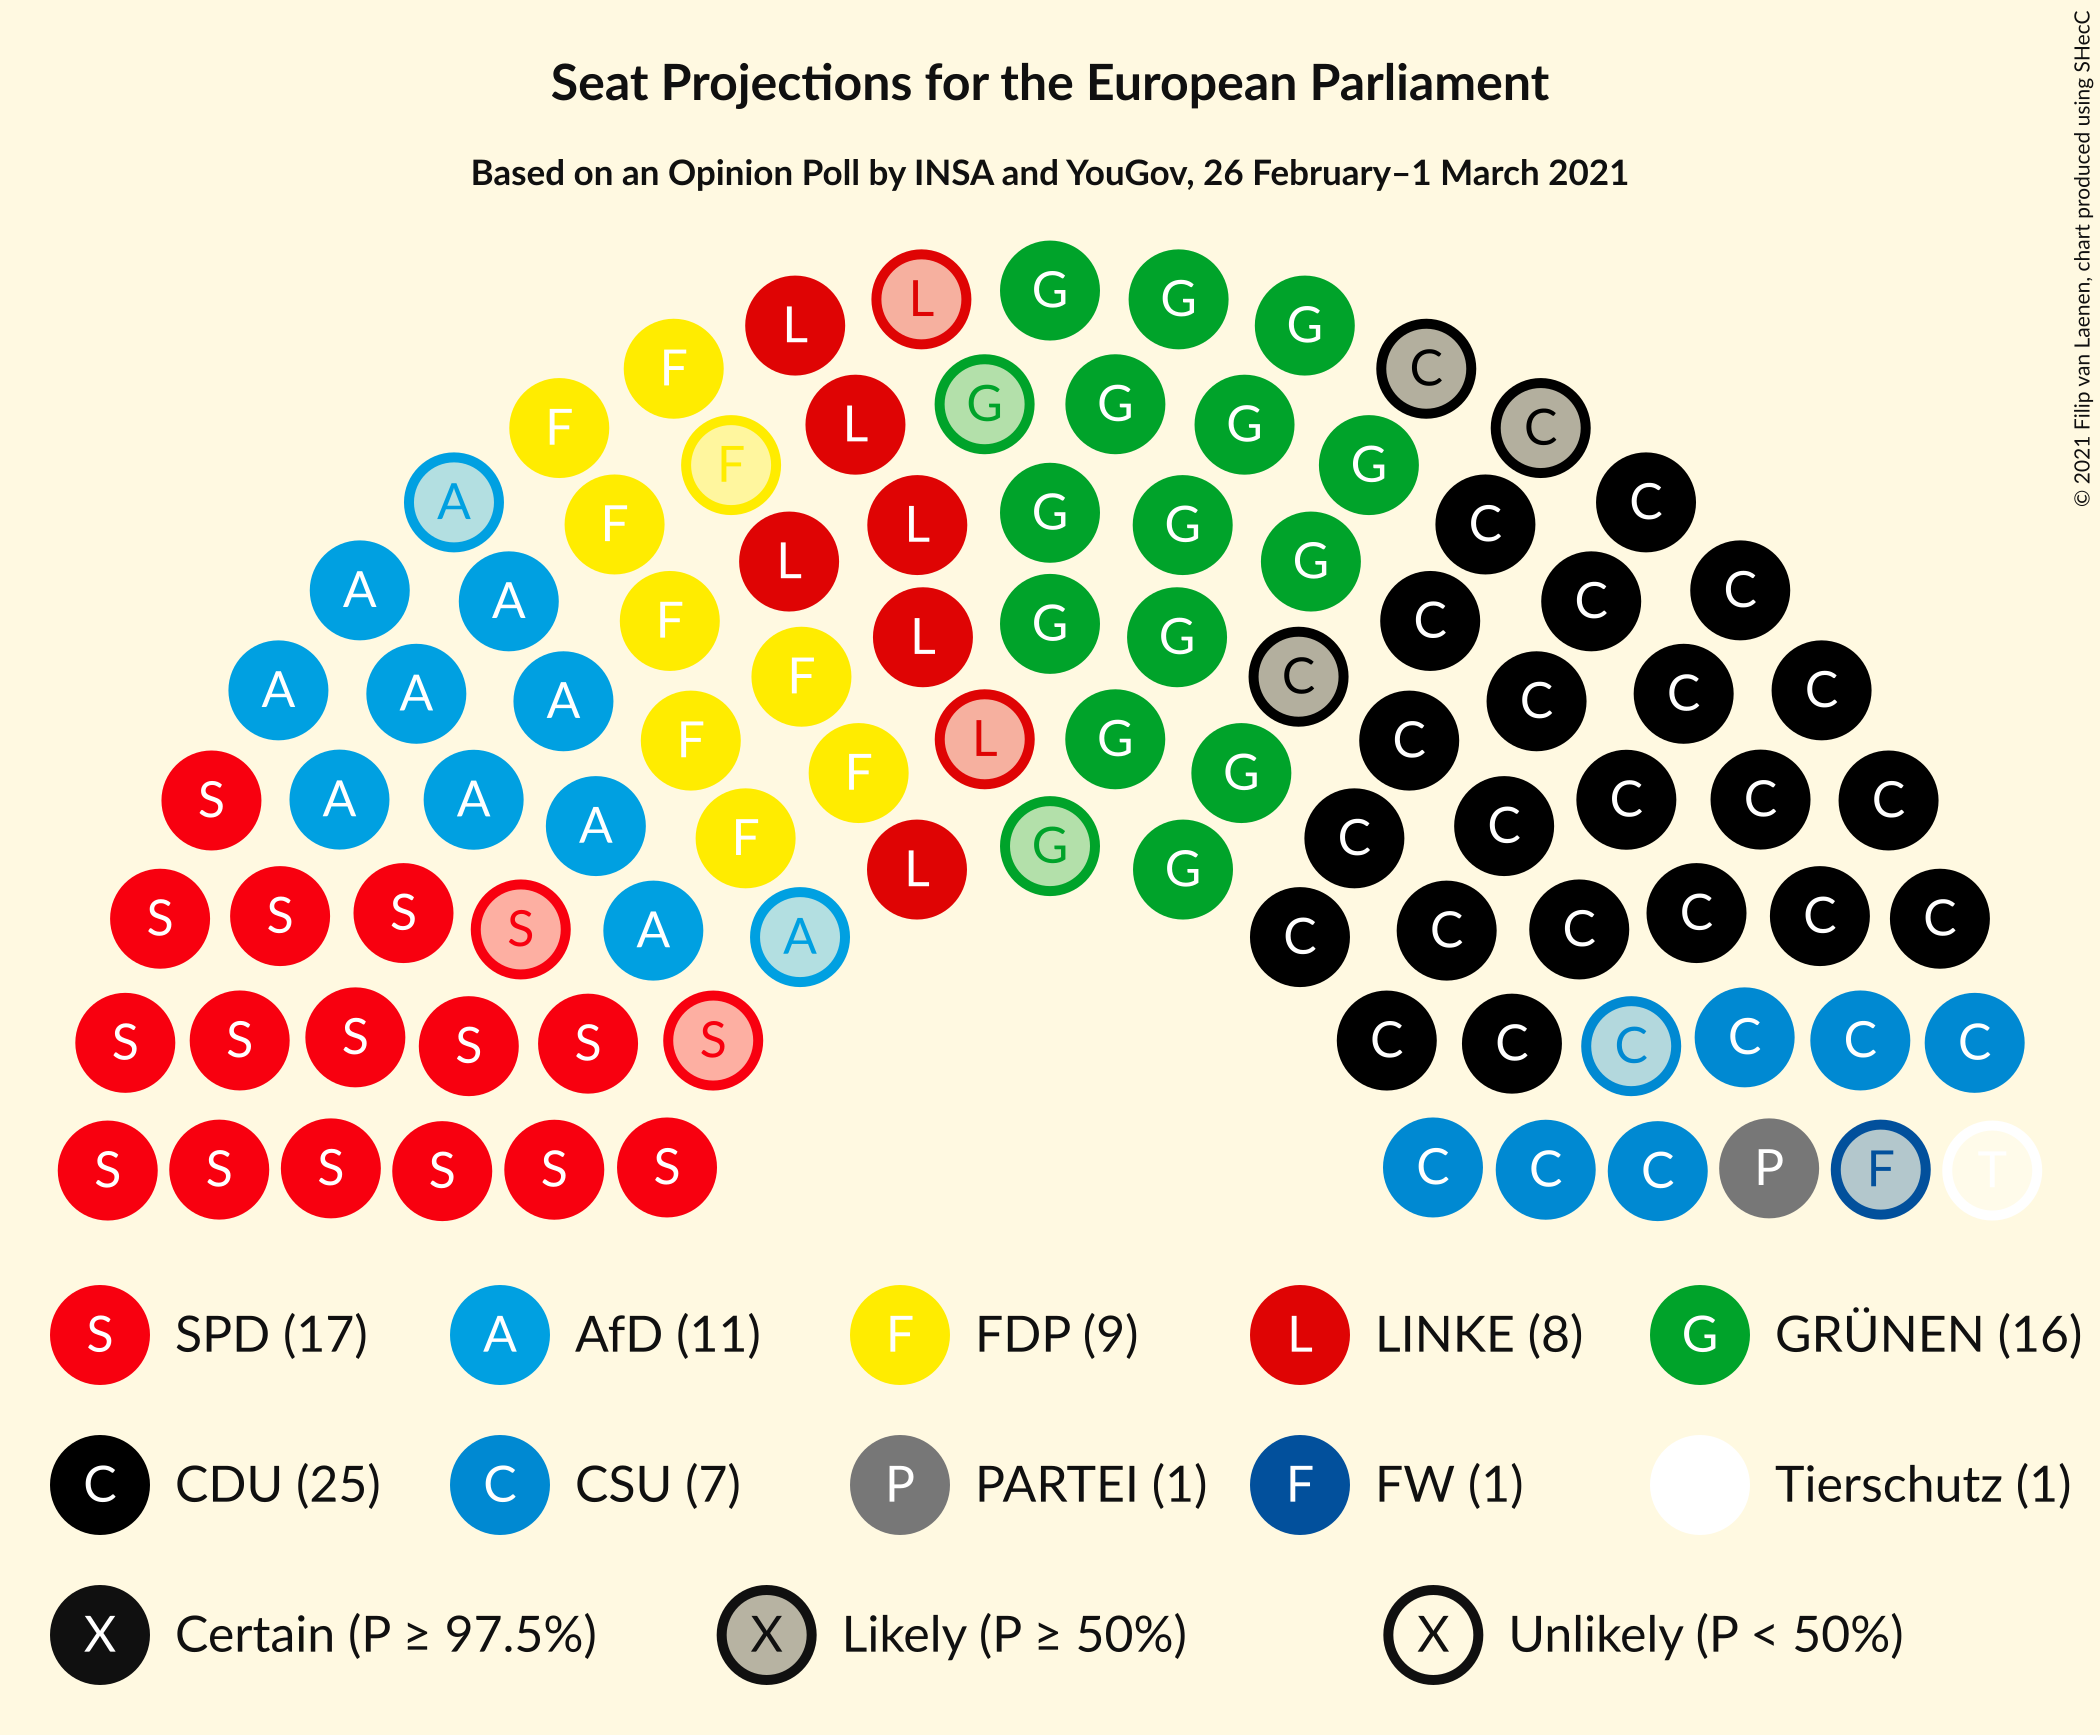 Seat Projections for the European Parliament
Based on an Opinion Poll by INSA and YouGov, 26 February–1 March 2021
© 2021 Filip van Laenen, chart produced using SHecC
L G G G
L C
F C
G G
F L G
F G
A C C
L G G
F L G C
A A C C
F L G G C
F C C
A A A C C C
L G
F C
F G
S A A C C C
A F G C C
L G
S S S S A A C C C C C C
S S S S S S C C C C C C
S S S S S S C C C P F T
S SPD (17) A AfD (11) F FDP (9) L LINKE (8) G GRÜNEN (16)
C CDU (25) C CSU (7) P PARTEI (1) F FW (1) Tierschutz (1)
X Certain (P ≥ 97.5%) X Likely (P ≥ 50%) X Unlikely (P < 50%)